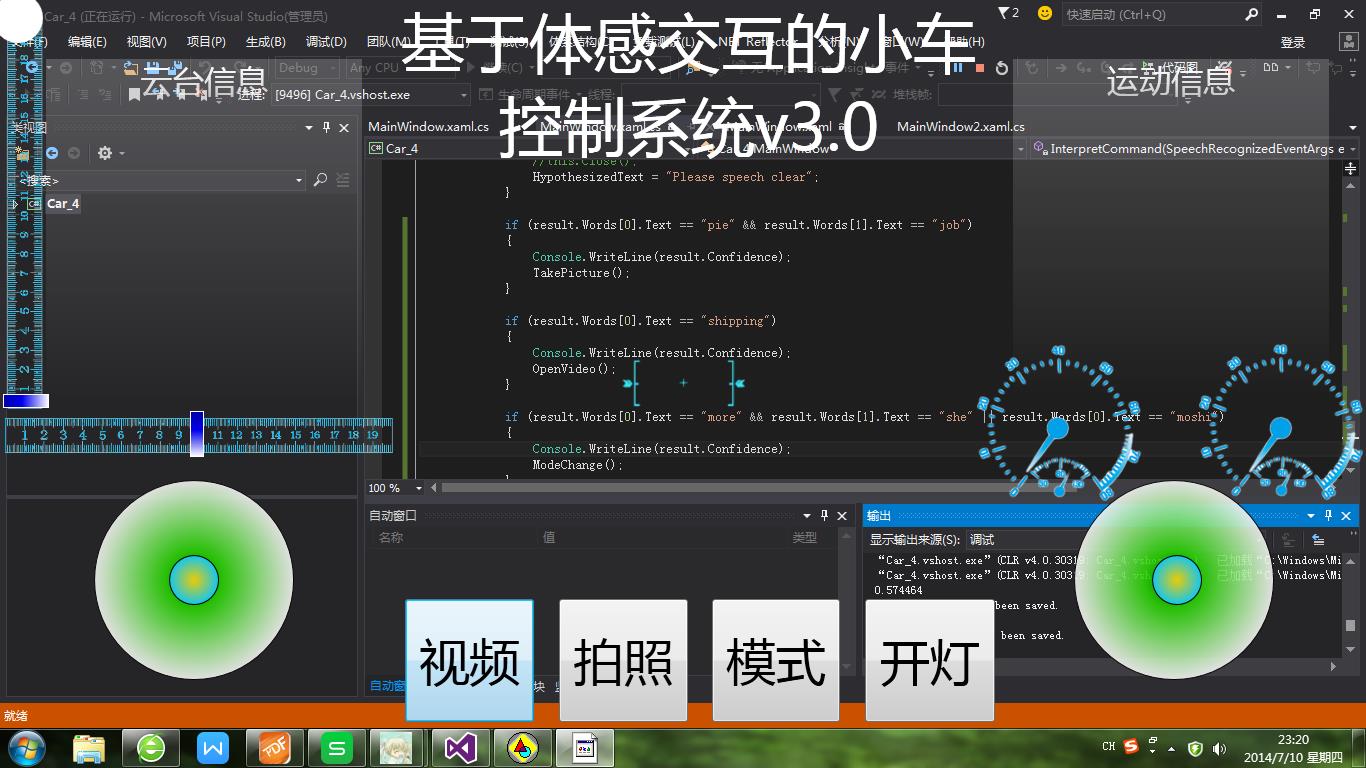 Car_4 (正在运行) - Microsoft Visual Studio(管理员)
2
快速启动 (Ctrl+Q)
编辑(E) 视图(V) 项目(P) 生成(B) 调试(D) 团队(M)
登录
基于体感交互的小车
控制系统v3.0
云台信息
运动信息
Debug
Any CPU
代码图
进程: [9496] Car_4.vshost.exe
生命周期事件
线程:
堆栈帧:
MainWindow.xaml.cs
MainWindow2.xaml.cs
Car_4
InterpretCommand(SpeechRecognizedEventArgs e
<搜索>
Car_4
//this.Close();
HypothesizedText = "Please speech clear";
}
if (result.Words[0].Text == "pie" && result.Words[1].Text == "job")
{
Console.WriteLine(result.Confidence);
TakePicture();
}
if (result.Words[0].Text == "shipping")
{
Console.WriteLine(result.Confidence);
OpenVideo();
}
if (result.Words[0].Text == "more" && result.Words[1].Text == "she" || result.Words[0].Text == "moshi")
{
Console.WriteLine(result.Confidence);
ModeChange();
1 2 3 4 5 6 7 8 9 11 12 13 14 15 16 17 18 19
100 %
自动窗口
名称 值 类型
输出
显示输出来源(S): 调试
“Car_4.vshost.exe”(CLR v4.0.30319: Car_4.vshost.exe): 已加载“C:\Windows\Mi
“Car_4.vshost.exe”(CLR v4.0.30319: Car_4.vshost.exe): 已加载“C:\Windows\Mi
0.574464
been saved.
been saved.
视频
拍照
模式
开灯
就绪
CH
23:20
2014/7/10 星期四